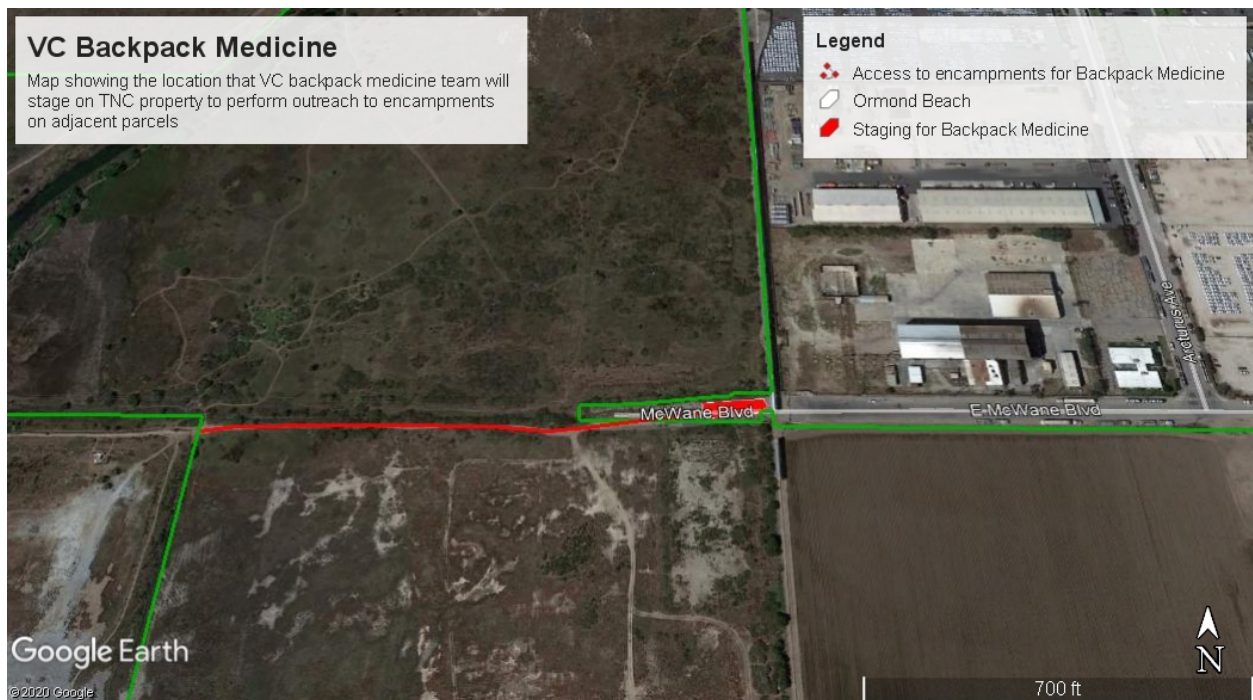 VC Backpack Medicine
Map showing the location that VC backpack medicine team will
stage on TNC property to perform outreach to encampments
on adjacent parcels
Legend
Access to encampments for Backpack Medicine
Ormond Beach
Staging for Backpack Medicine
Arcturus Ave
McWane Blvd
E McWane Blvd
Google Earth
©2020 Google
N
700 ft